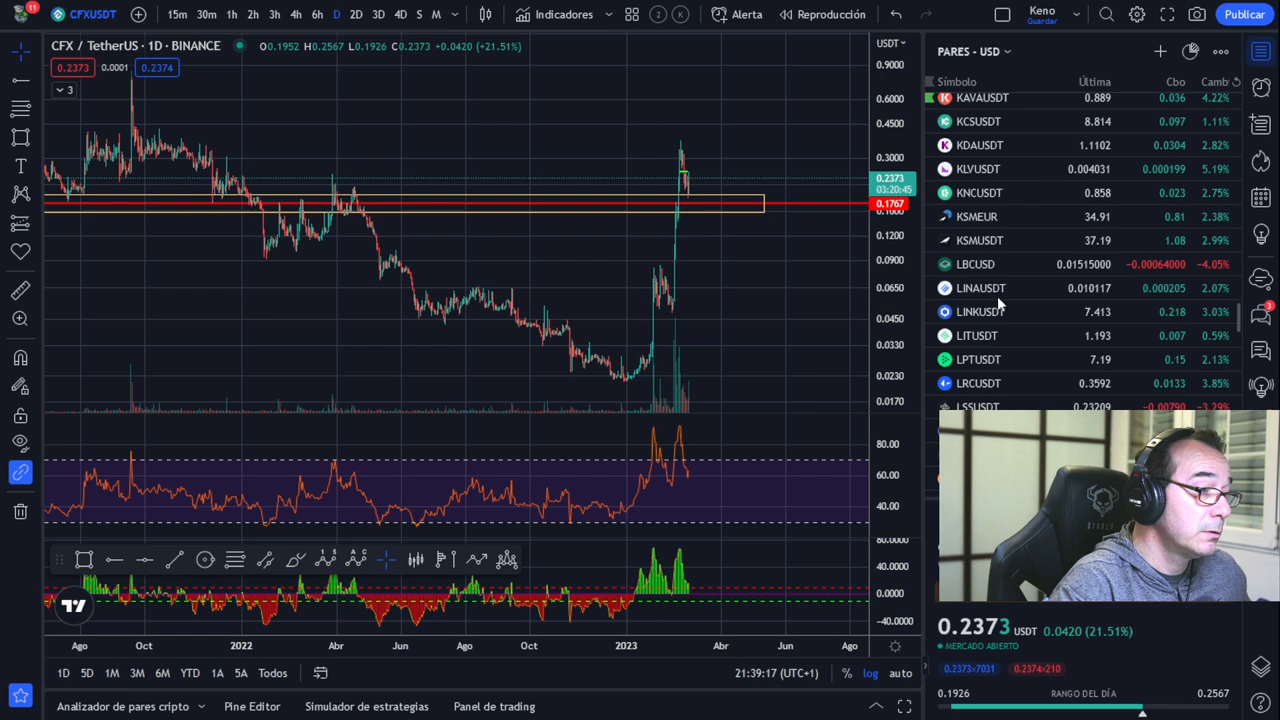 11
CFXUSDT
15m 30m 1h 2h 3h 4h 6h D 2D 3D 4D S M
Indicadores
2 K
Alerta
Reproducción
Keno
Guardar
Publicar
CFX / TetherUS · 1D · BINANCE
O0.1952 H0.2567 L0.1926 C0.2373 +0.0420 (+21.51%)
0.2373 0.0001 0.2374
3
USDT
0.9000
0.6000
0.4500
0.3000
0.2373
03:20:45
0.1767
0.1600
0.1200
0.0900
0.0650
0.0450
0.0330
0.0230
0.0170
80.00
60.00
40.00
80.0000
40.0000
0.0000
-40.0000
Ago Oct 2022 Abr Jun Ago Oct 2023 Abr Jun Ago
1D 5D 1M 3M 6M YTD 1A 5A Todos
21:39:17 (UTC+1) % log auto
Analizador de pares cripto Pine Editor Simulador de estrategias Panel de trading
PARES - USD
Símbolo Última Cbo Camb
KAVAUSDT 0.889 0.036 4.22%
KCSUSDT 8.814 0.097 1.11%
KDAUSDT 1.1102 0.0304 2.82%
KLVUSDT 0.004031 0.000199 5.19%
KNCUSDT 0.858 0.023 2.75%
KSMEUR 34.91 0.81 2.38%
KSMUSDT 37.19 1.08 2.99%
LBCUSD 0.01515000 −0.00064000 −4.05%
LINAUSDT 0.010117 0.000205 2.07%
LINKUSDT 7.413 0.218 3.03%
LITUSDT 1.193 0.007 0.59%
LPTUSDT 7.19 0.15 2.13%
LRCUSDT 0.3592 0.0133 3.85%
LSSUSDT 0.23209 −0.00790 −3.29%
3
DIABLO
0.2373 USDT 0.0420 (21.51%)
MERCADO ABIERTO
0.2373×7031 0.2374×210
0.1926 RANGO DEL DÍA 0.2567